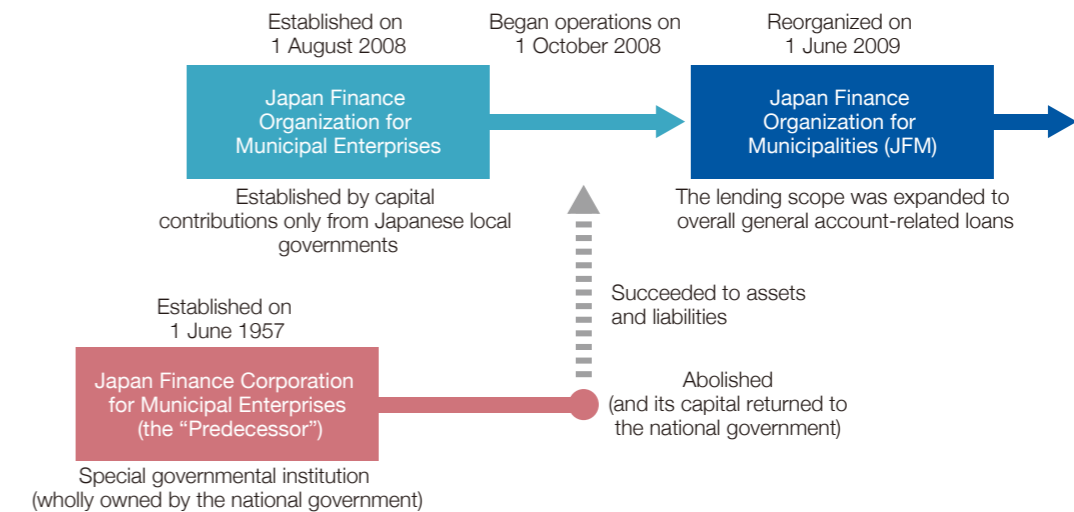 Established on
1 August 2008
Began operations on
1 October 2008
Reorganized on
1 June 2009
Japan Finance
Organization for
Municipal Enterprises
Japan Finance
Organization for
Municipalities (JFM)
Established by capital
contributions only from Japanese local
governments
The lending scope was expanded to
overall general account-related loans
Succeeded to assets
and liabilities
Established on
1 June 1957
Japan Finance Corporation
for Municipal Enterprises
(the “Predecessor”)
Abolished
(and its capital returned to
the national government)
Special governmental institution
(wholly owned by the national government)